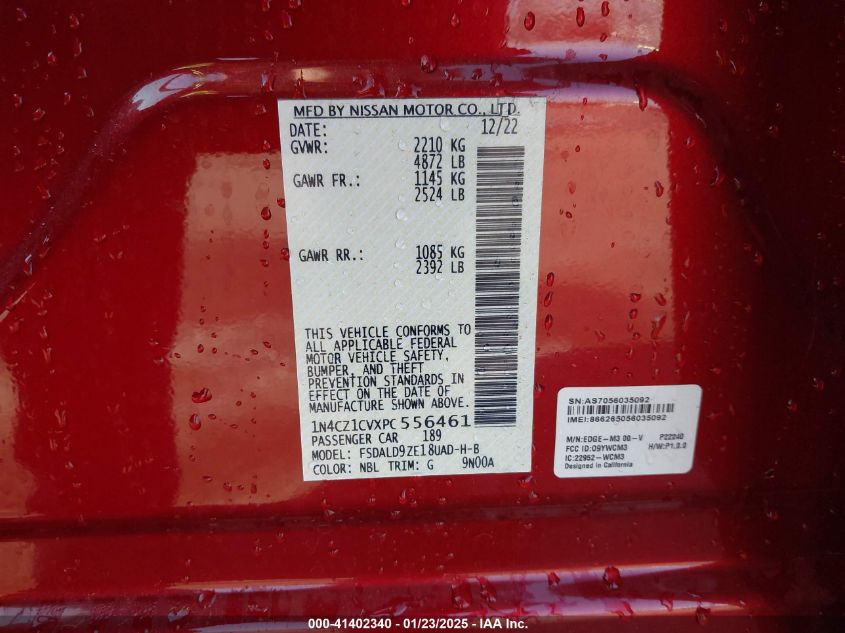 MFD BY NISSAN MOTOR CO., LTD.
DATE: 12/22
GVWR: 2210 KG
4872 LB
GAWR FR.: 1145 KG
2524 LB
GAWR RR.: 1085 KG
2392 LB
THIS VEHICLE CONFORMS TO
ALL APPLICABLE FEDERAL
MOTOR VEHICLE SAFETY,
BUMPER, AND THEFT
PREVENTION STANDARDS IN
EFFECT ON THE DATE OF
MANUFACTURE SHOWN ABOVE.
1N4CZ1CVXPC556461
PASSENGER CAR 189
MODEL: FSDALD9ZE18UAD-H-B
COLOR: NBL TRIM: G 9N00A
SN:AS7056035092
IMEI:866265056035092
M/N:EDGE-M3 00-V P22240
FCC ID:09YWCM3 H/W:P1.0.0
IC:22952-WCM3
Designed in California
000-41402340 - 01/23/2025 - IAA Inc.